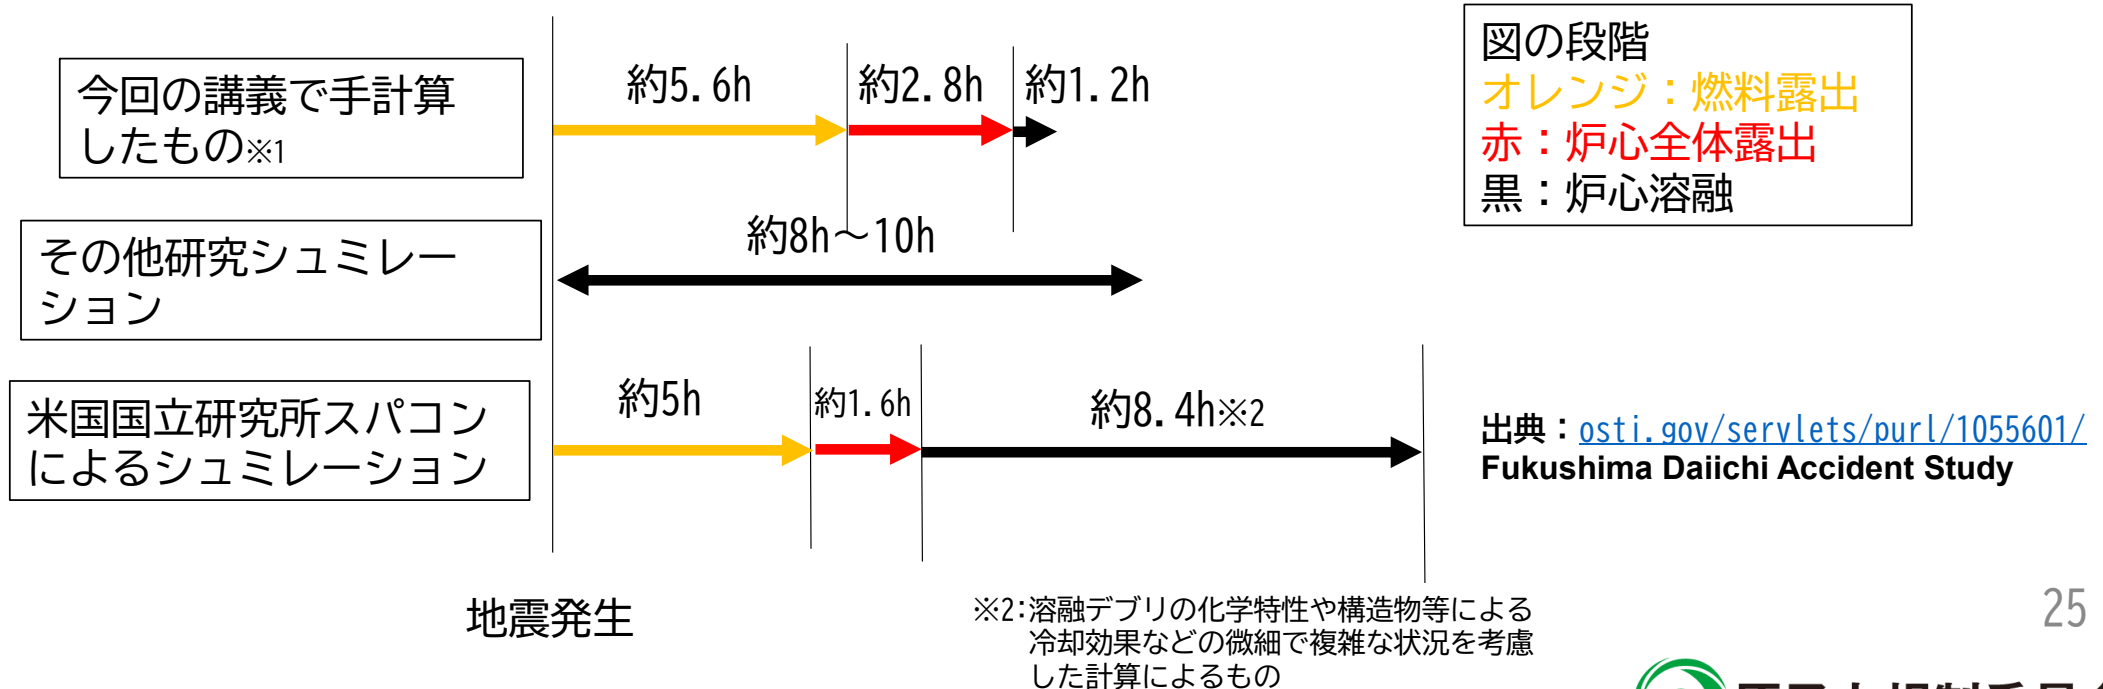 今回の講義で手計算
したもの※1
約5.6h
約2.8h
約1.2h
図の段階
オレンジ：燃料露出
赤：炉心全体露出
黒：炉心溶融
その他研究シュミレー
ション
約8h～10h
米国国立研究所スパコン
によるシュミレーション
約5h
約1.6h
約8.4h※2
出典：osti.gov/servlets/purl/1055601/
Fukushima Daiichi Accident Study
地震発生
※2:溶融デブリの化学特性や構造物等による
冷却効果などの微細で複雑な状況を考慮
した計算によるもの
25